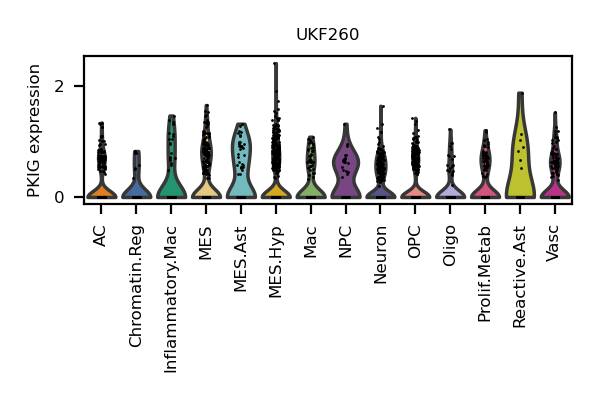 UKF260
PKIG expression
2
0
AC
Chromatin.Reg
Inflammatory.Mac
MES
MES.Ast
MES.Hyp
Mac
NPC
Neuron
OPC
Oligo
Prolif.Metab
Reactive.Ast
Vasc